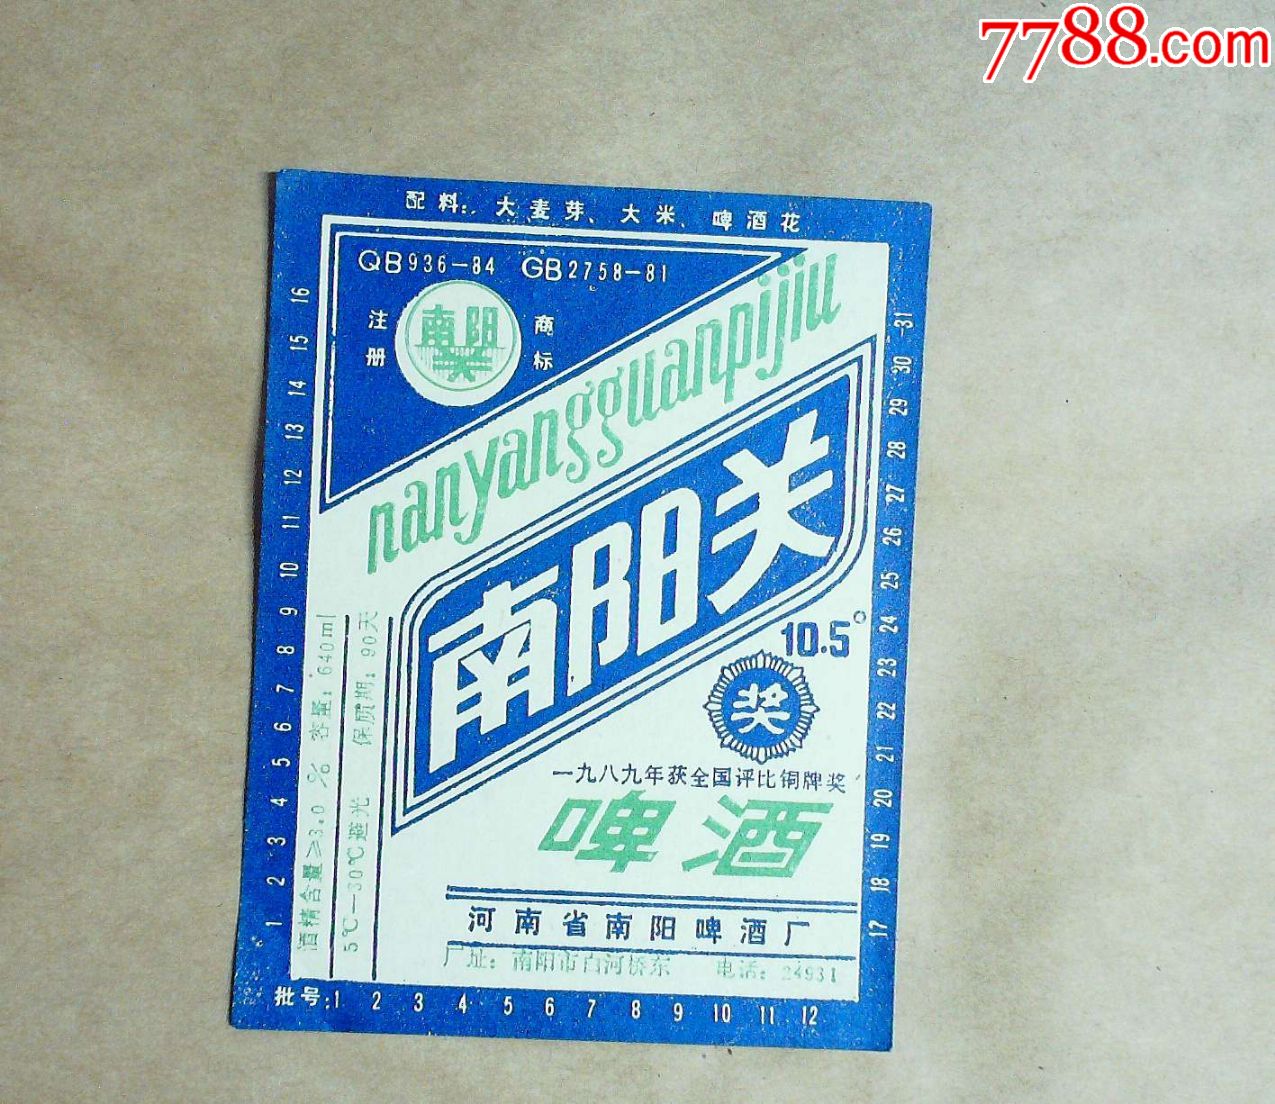 7788.com
配料:、大麦芽、大米、啤酒花
QB936-84 GB2758-81
注册 南阳关 商标
nanyangguanpijiu
南阳关
10.5°
奖
一九八九年获全国评比铜牌奖
啤酒
河南省南阳啤酒厂
厂址：南阳市白河桥东 电话：24931
酒精含量≥3.0 % 容量：640ml
5℃—30℃避光 保质期：90天
1 2 3 4 5 6 7 8 9 10 11 12 13 14 15 16
17 18 19 20 21 22 23 24 25 26 27 28 29 30 31
批号:1 2 3 4 5 6 7 8 9 10 11 12